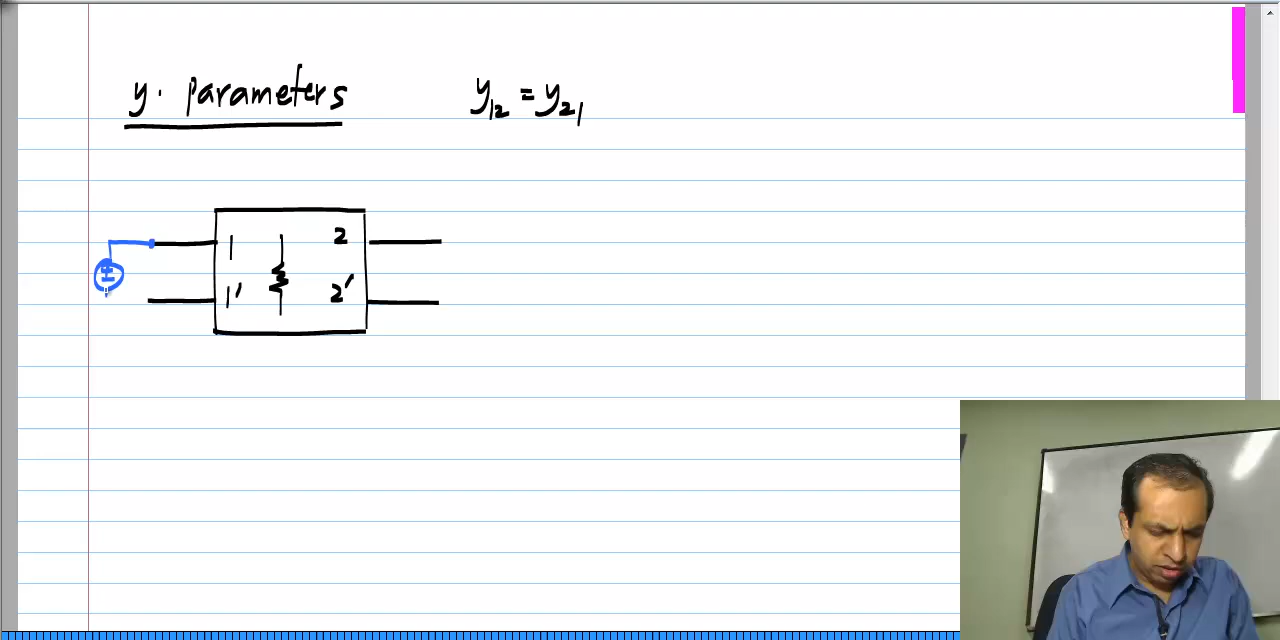 y. parameters y₁₂ = y₂₁
1 2
1' 2'